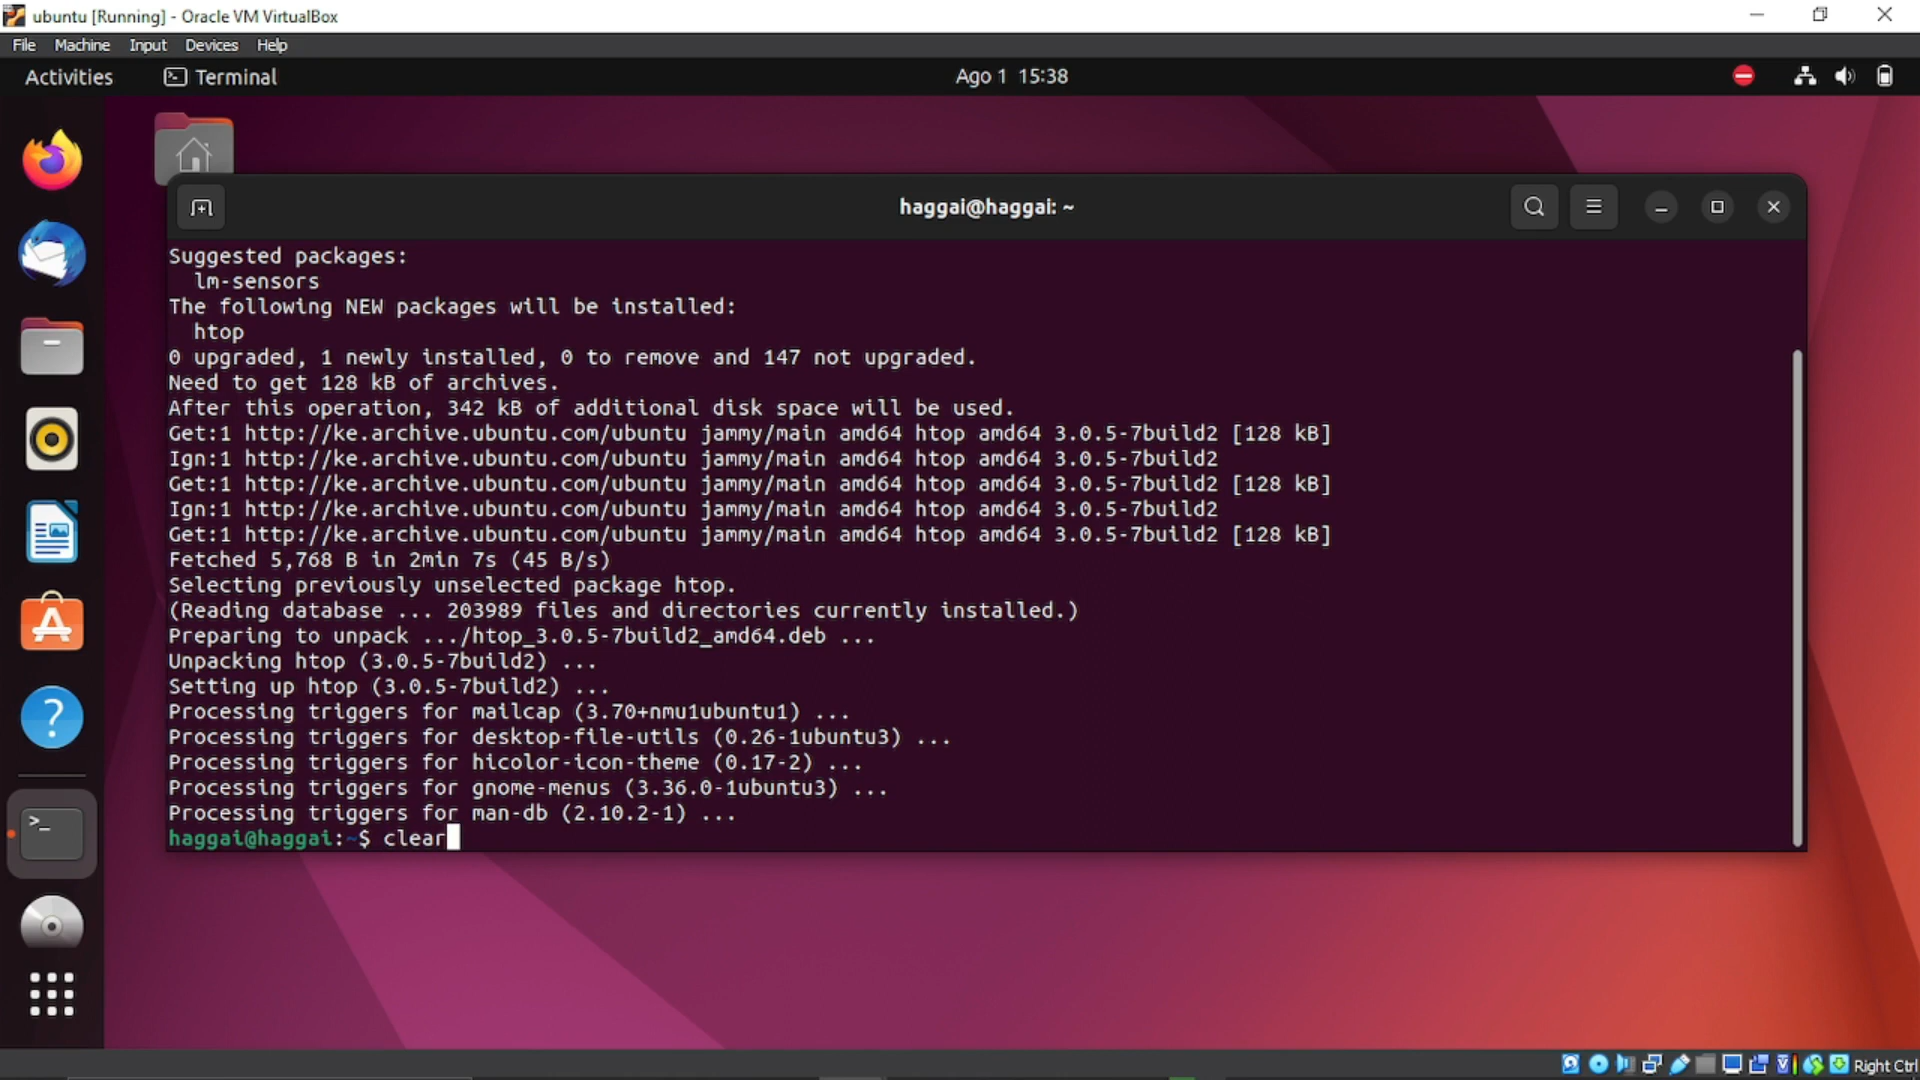 ubuntu [Running] - Oracle VM VirtualBox
File Machine Input Devices Help
Activities Terminal Ago 1 15:38
haggai@haggai: ~
Suggested packages:
lm-sensors
The following NEW packages will be installed:
htop
0 upgraded, 1 newly installed, 0 to remove and 147 not upgraded.
Need to get 128 kB of archives.
After this operation, 342 kB of additional disk space will be used.
Get:1 http://ke.archive.ubuntu.com/ubuntu jammy/main amd64 htop amd64 3.0.5-7build2 [128 kB]
Ign:1 http://ke.archive.ubuntu.com/ubuntu jammy/main amd64 htop amd64 3.0.5-7build2
Get:1 http://ke.archive.ubuntu.com/ubuntu jammy/main amd64 htop amd64 3.0.5-7build2 [128 kB]
Ign:1 http://ke.archive.ubuntu.com/ubuntu jammy/main amd64 htop amd64 3.0.5-7build2
Get:1 http://ke.archive.ubuntu.com/ubuntu jammy/main amd64 htop amd64 3.0.5-7build2 [128 kB]
Fetched 5,768 B in 2min 7s (45 B/s)
Selecting previously unselected package htop.
(Reading database ... 203989 files and directories currently installed.)
Preparing to unpack .../htop_3.0.5-7build2_amd64.deb ...
Unpacking htop (3.0.5-7build2) ...
Setting up htop (3.0.5-7build2) ...
Processing triggers for mailcap (3.70+nmu1ubuntu1) ...
Processing triggers for desktop-file-utils (0.26-1ubuntu3) ...
Processing triggers for hicolor-icon-theme (0.17-2) ...
Processing triggers for gnome-menus (3.36.0-1ubuntu3) ...
Processing triggers for man-db (2.10.2-1) ...
haggai@haggai:~$ clear
Right Ctrl